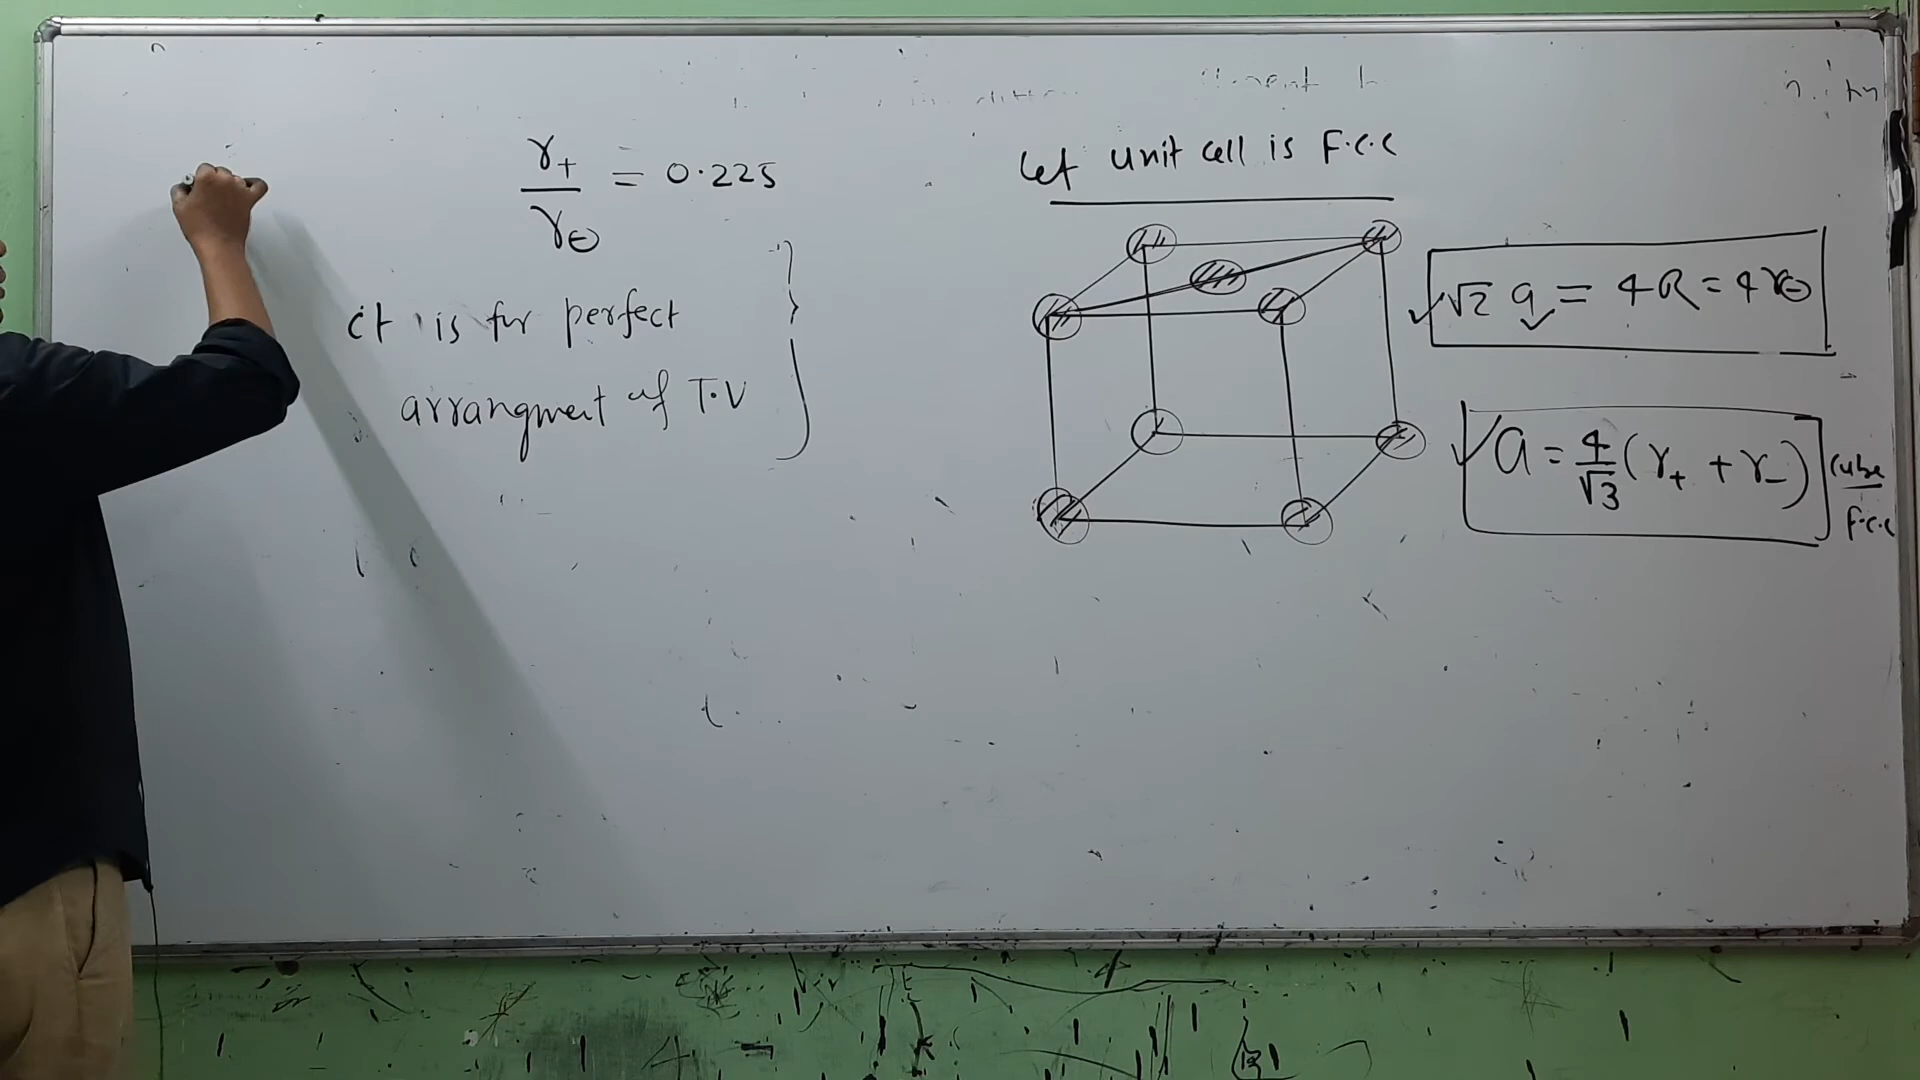 r+ / r⊖ = 0.225
it is for perfect
arrangment of T.V
Let unit cell is F.C.C
√2 a = 4R = 4r⊖
a = 4/√3 (r+ + r-)
Cube
F.C.C